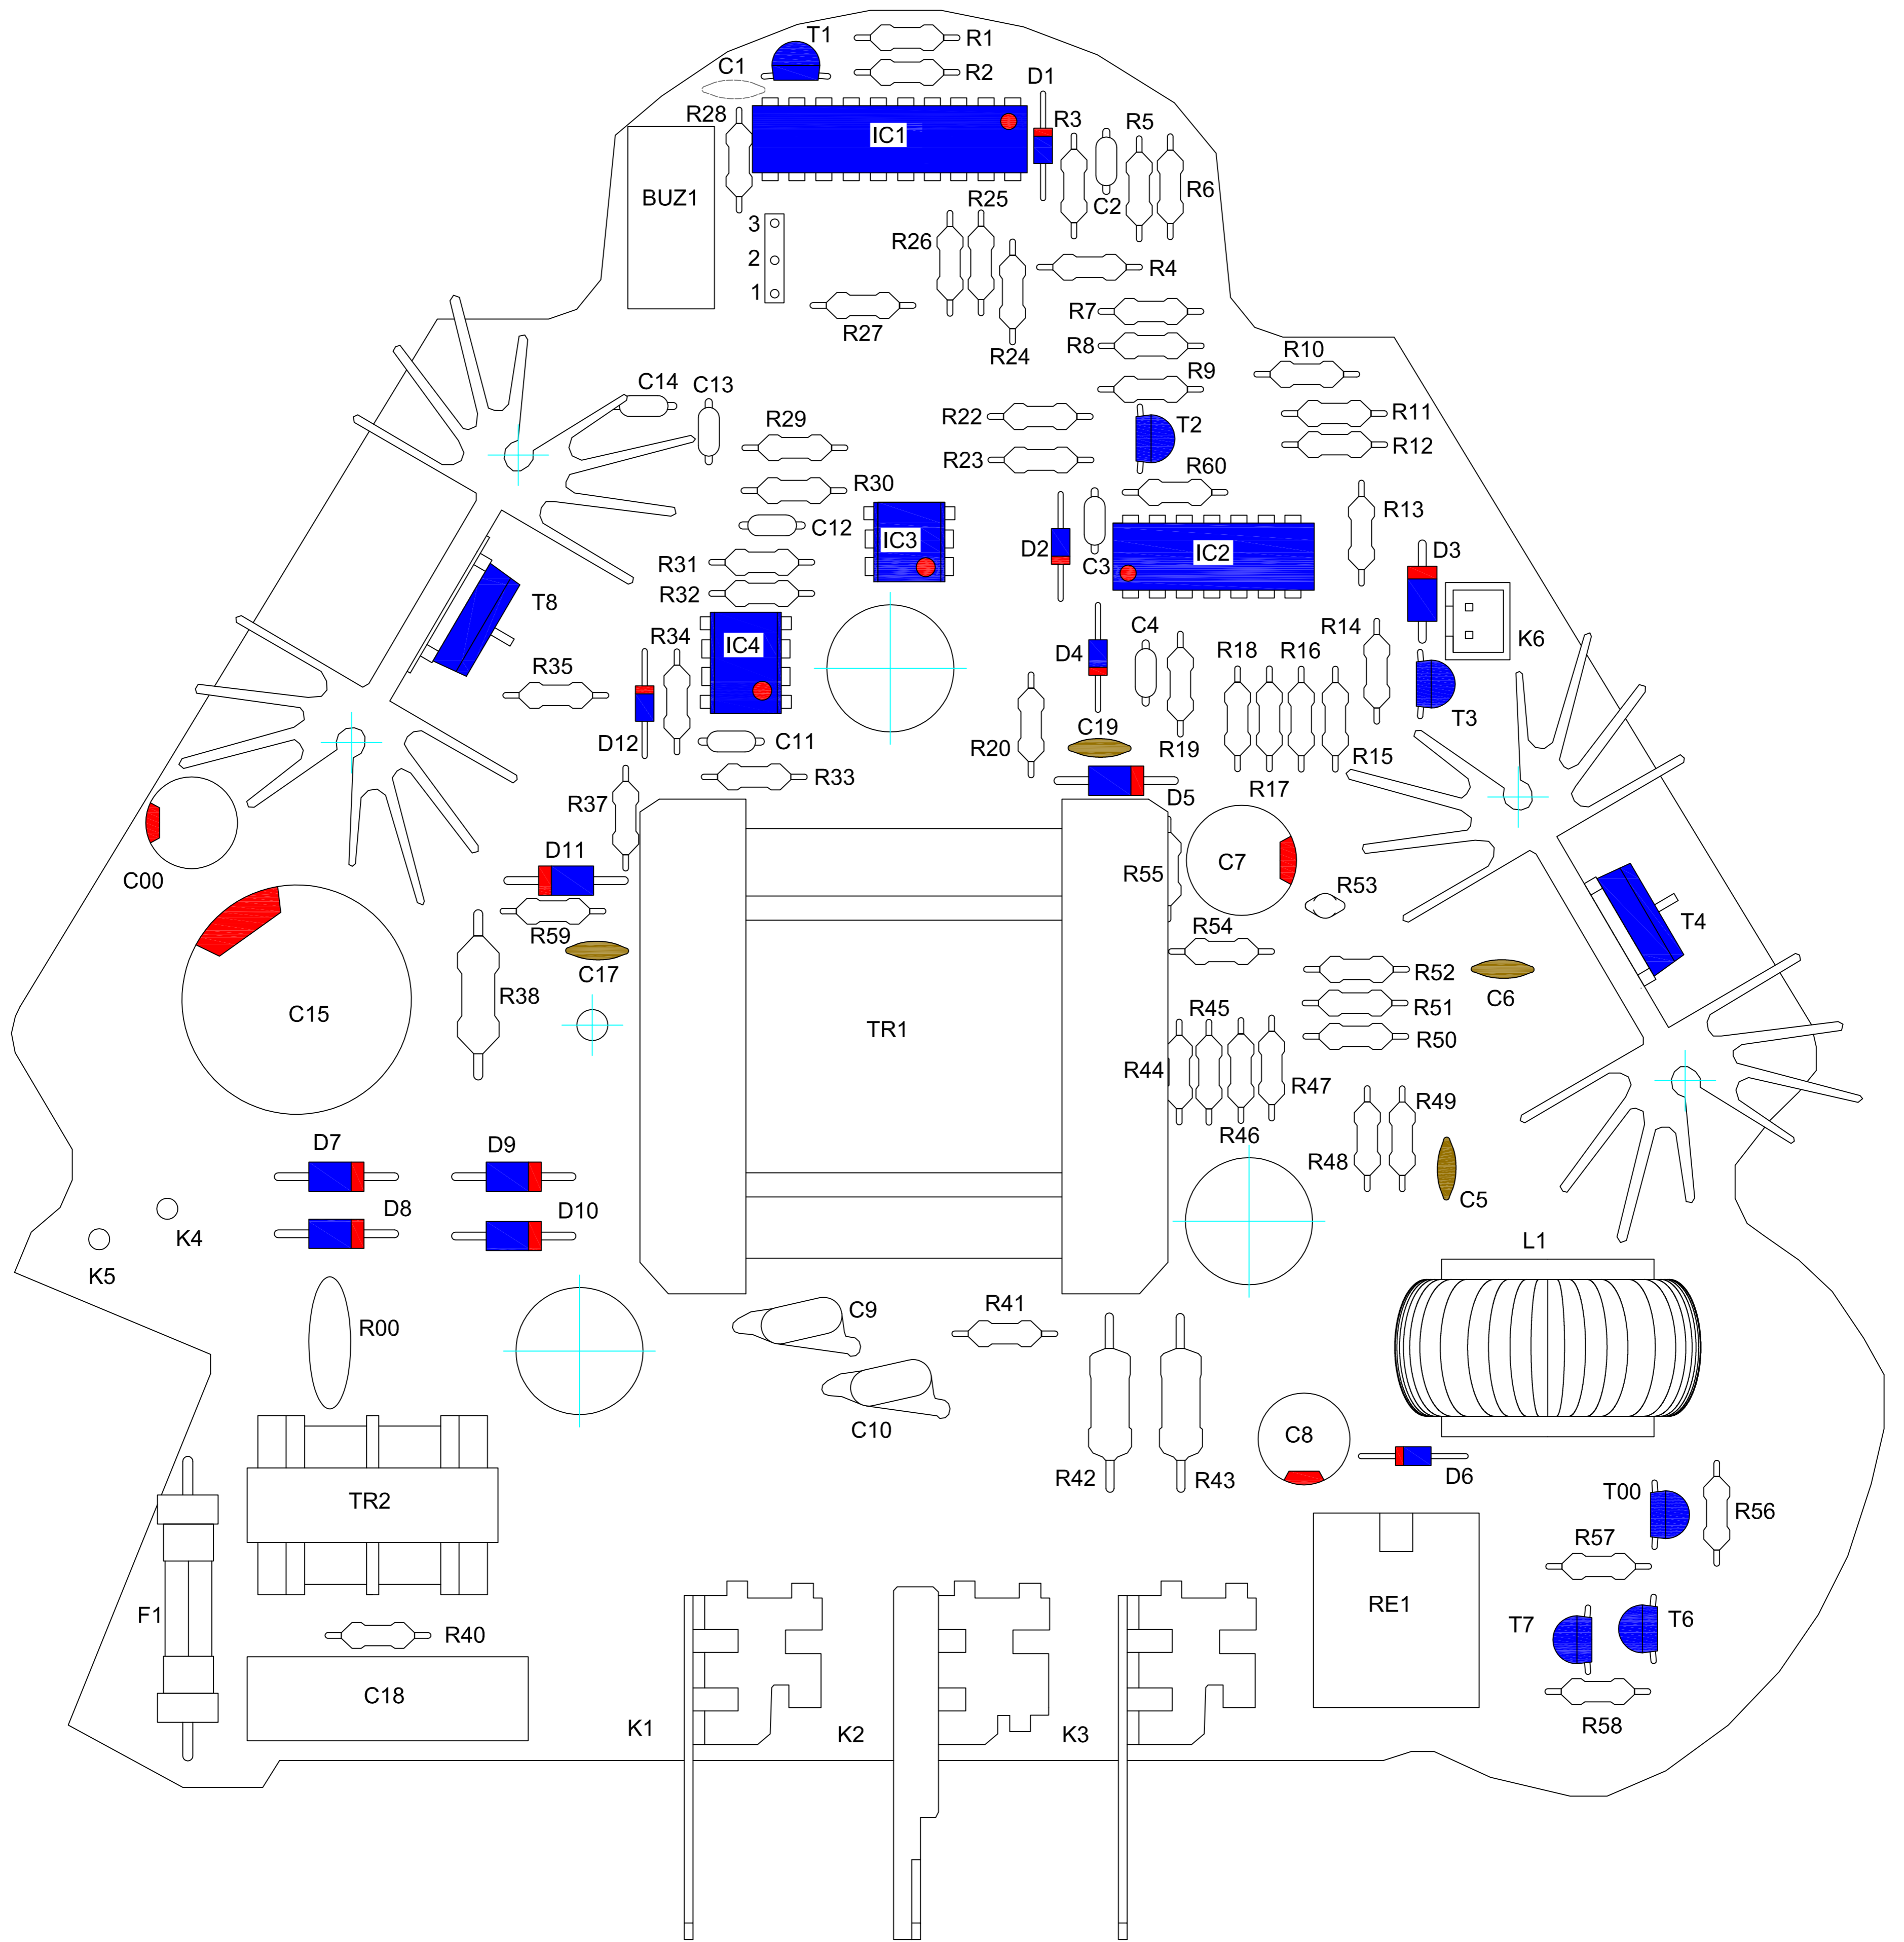 T1
R1
C1
R2
D1
R28
R3
R5
IC1
BUZ1
R6
R25
C2
3
R26
2
R4
1
R7
R27
R8
R24
R10
R9
C14
C13
R11
R29
R22
T2
R12
R23
R60
R30
R13
C12
IC3
D2
IC2
D3
R31
C3
R32
T8
R34
IC4
C4
R14
K6
D4
R18
R16
R35
T3
C19
D12
C11
R20
R19
R15
R33
R17
D5
R37
D11
C7
C00
R55
R53
R59
R54
T4
C17
R52
R38
C6
C15
R45
R51
TR1
R50
R44
R47
R49
R46
D7
D9
R48
C5
D8
D10
K4
L1
K5
C9
R41
R00
C10
C8
R42
R43
D6
TR2
T00
R56
R57
F1
RE1
T7
T6
R40
C18
R58
K1
K2
K3